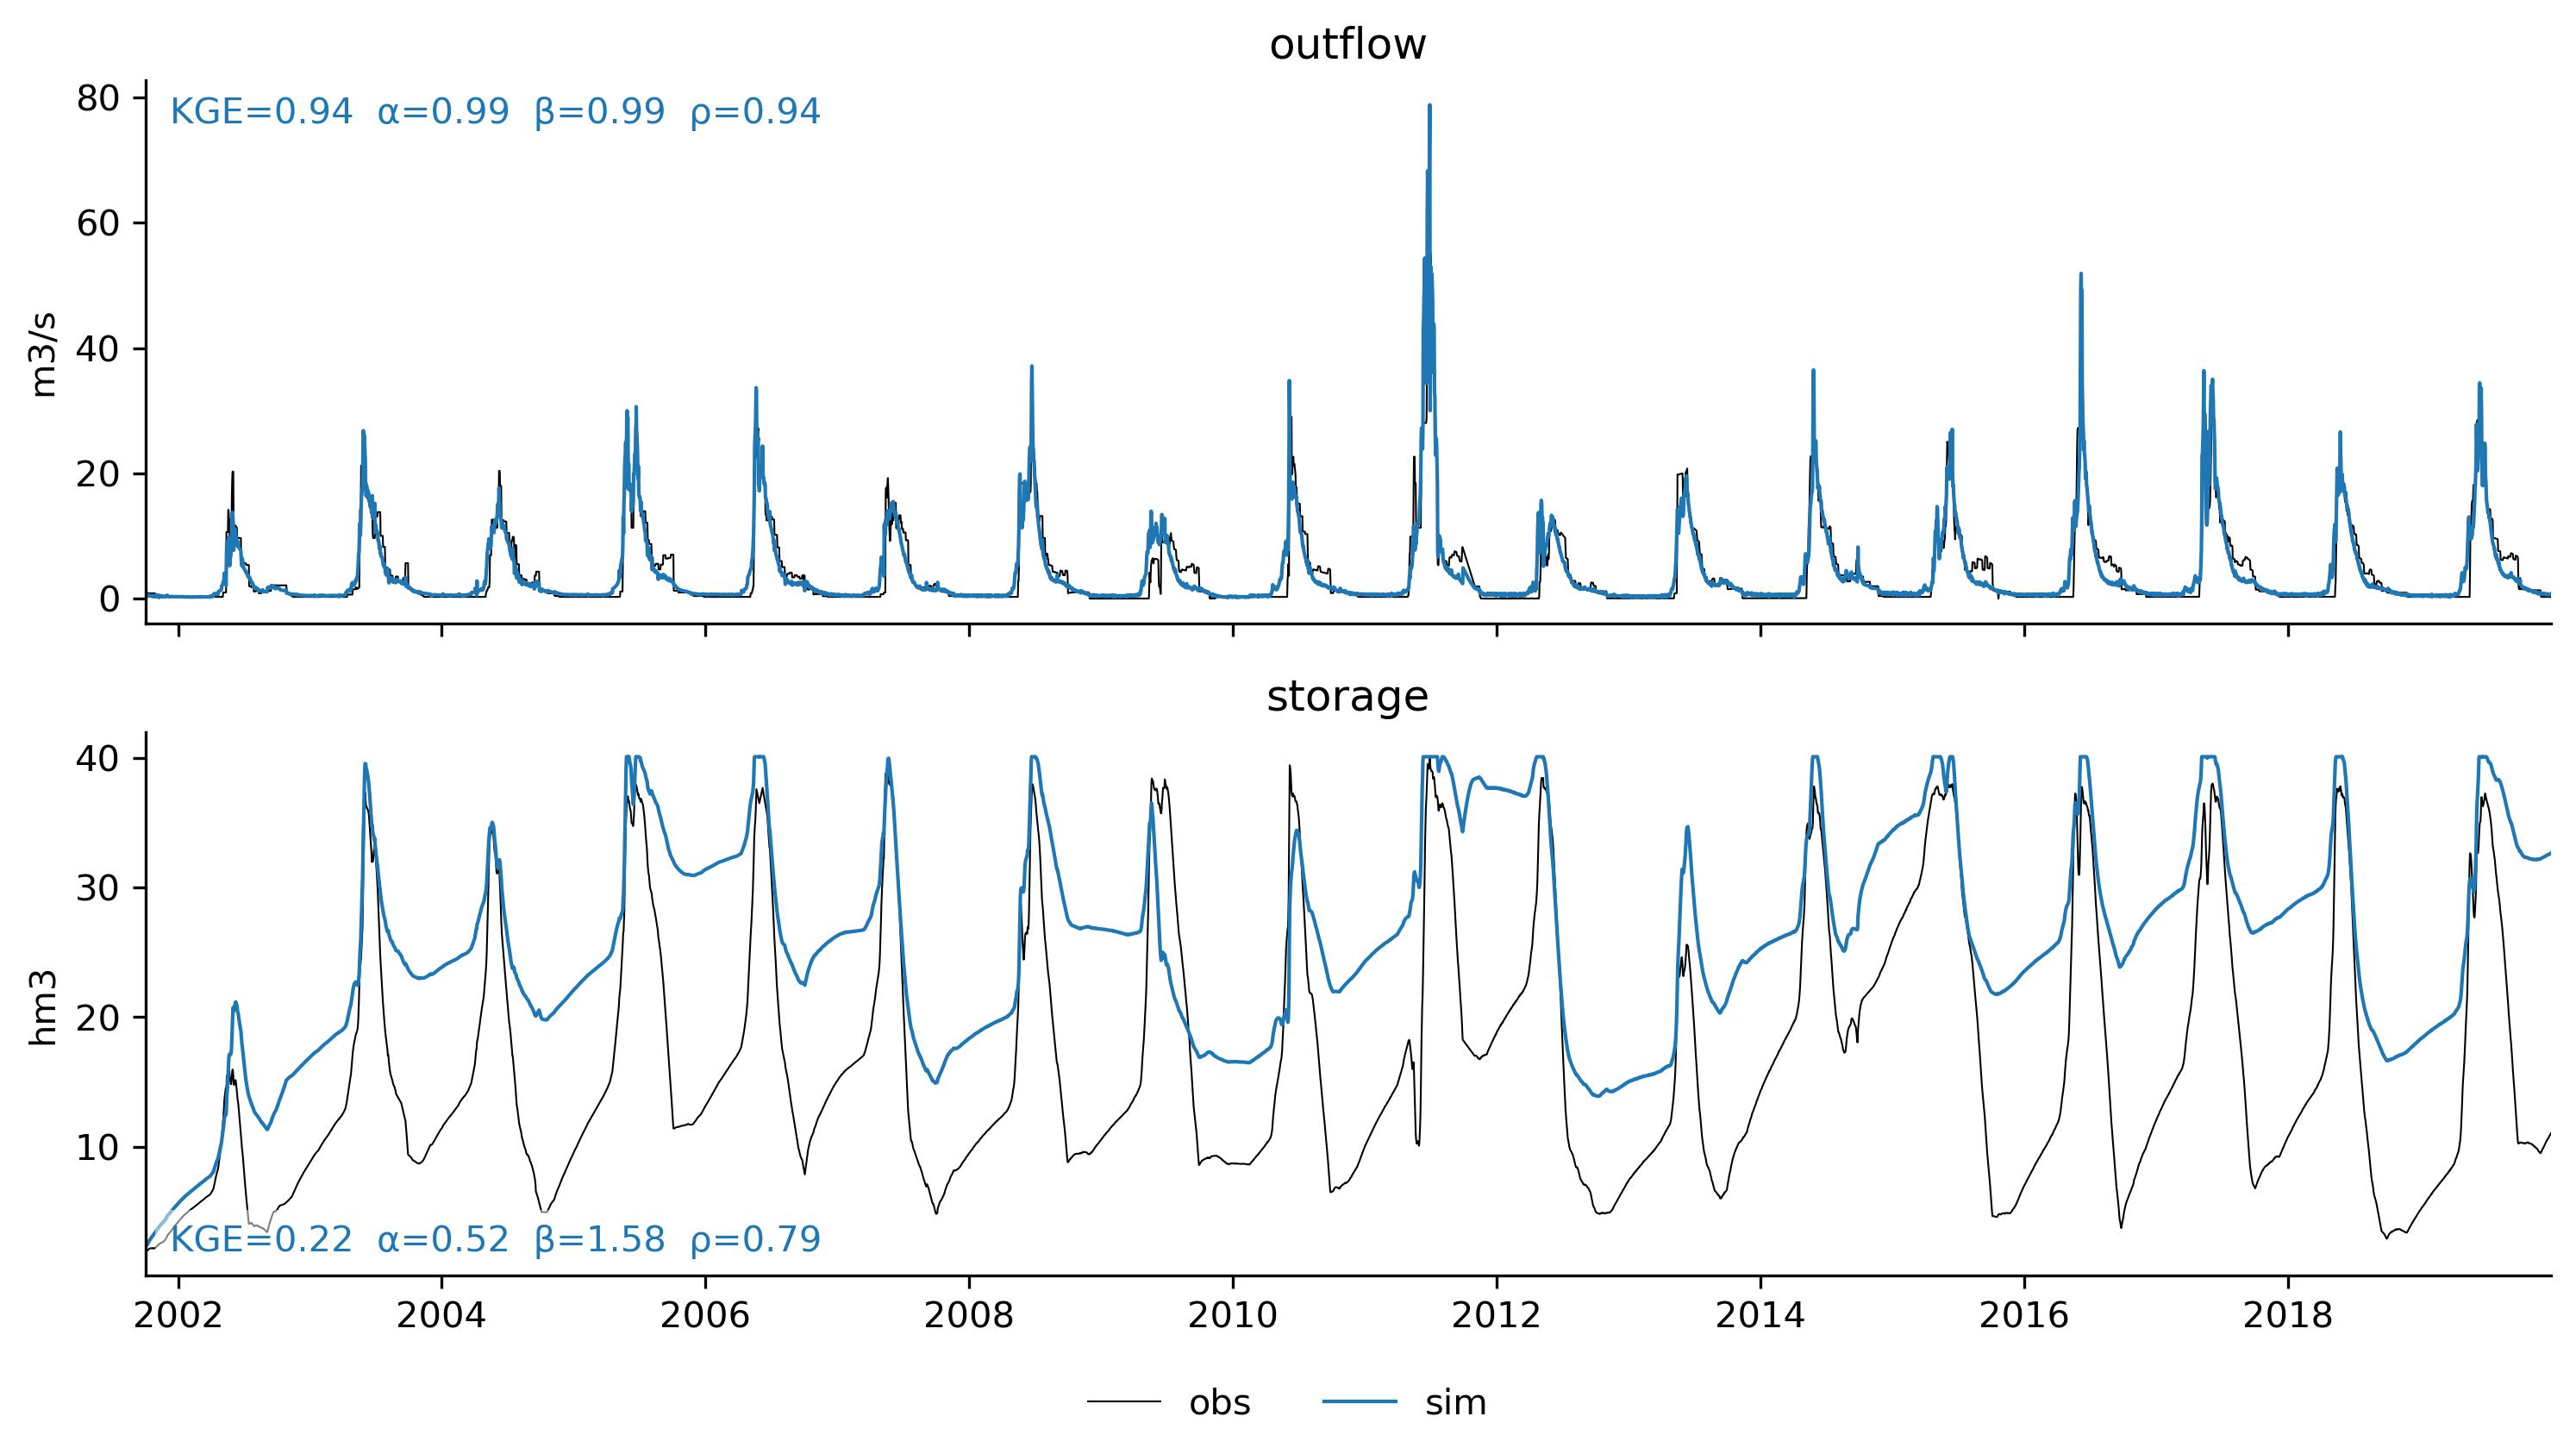 outflow
80
60
40
20
0
m3/s
KGE=0.94 α=0.99 β=0.99 ρ=0.94
storage
40
30
20
10
hm3
KGE=0.22 α=0.52 β=1.58 ρ=0.79
2002 2004 2006 2008 2010 2012 2014 2016 2018
obs sim